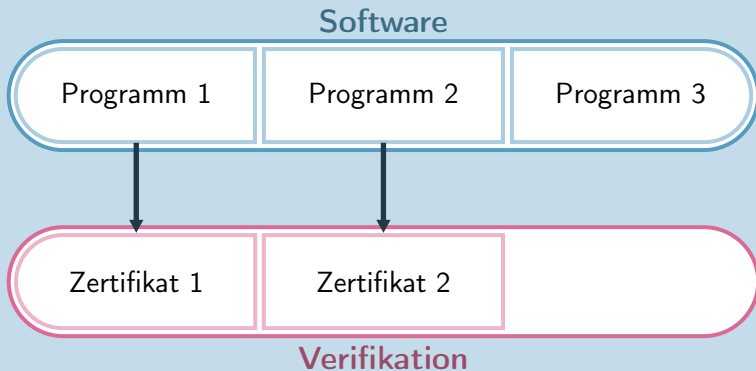 Software
Programm 1 Programm 2 Programm 3
Zertifikat 1 Zertifikat 2
Verifikation